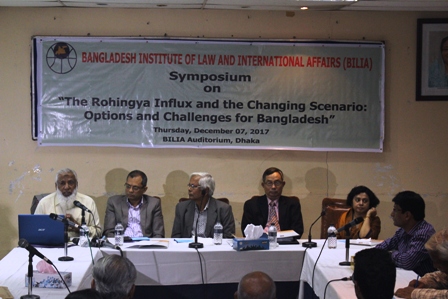 BANGLADESH INSTITUTE OF LAW AND INTERNATIONAL AFFAIRS (BILIA)
Symposium
on
"The Rohingya Influx and the Changing Scenario:
Options and Challenges for Bangladesh"
Thursday, December 07, 2017
BILIA Auditorium, Dhaka